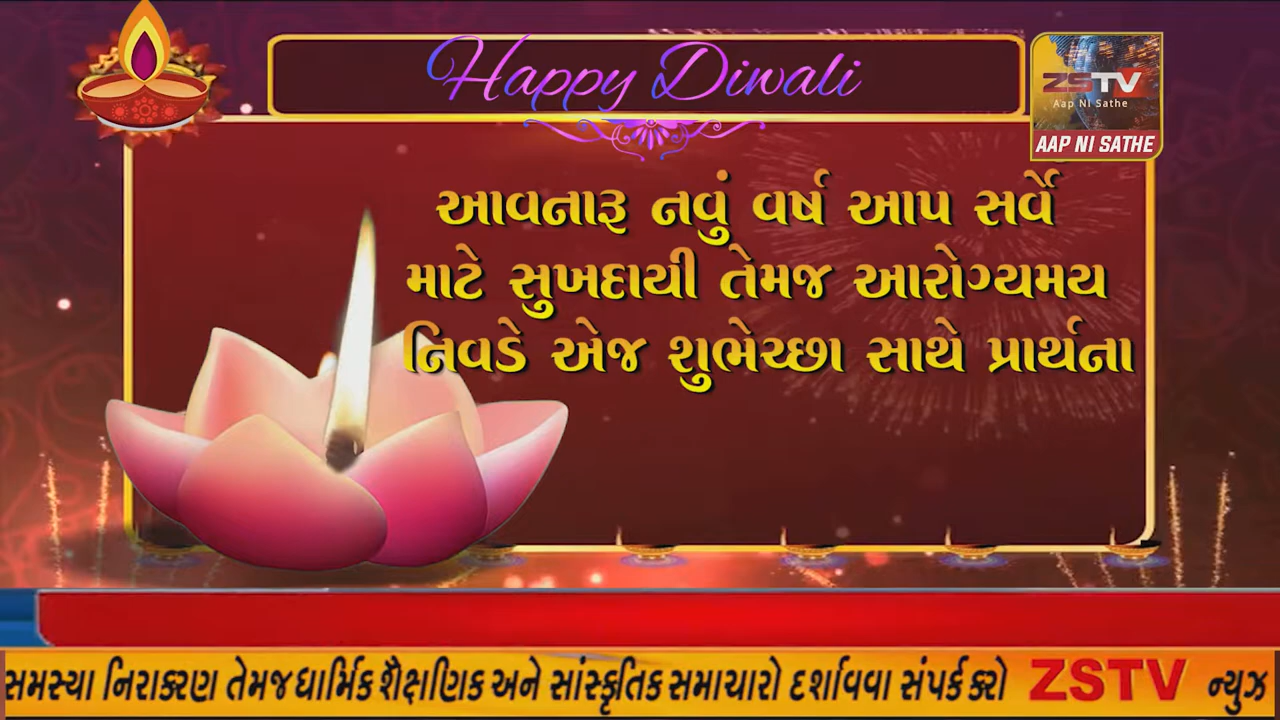 Happy Diwali
ZSTV
Aap Ni Sathe
AAP NI SATHE
આવનારૂ નવું વર્ષ આપ સર્વે
માટે સુખદાયી તેમજ આરોગ્યમય
નિવડે એજ શુભેચ્છા સાથે પ્રાર્થના
સમસ્યા નિરાકરણ તેમજ ધાર્મિક શૈક્ષણિક અને સાંસ્કૃતિક સમાચારો દર્શાવવા સંપર્ક કરો ZSTV ન્યુઝ